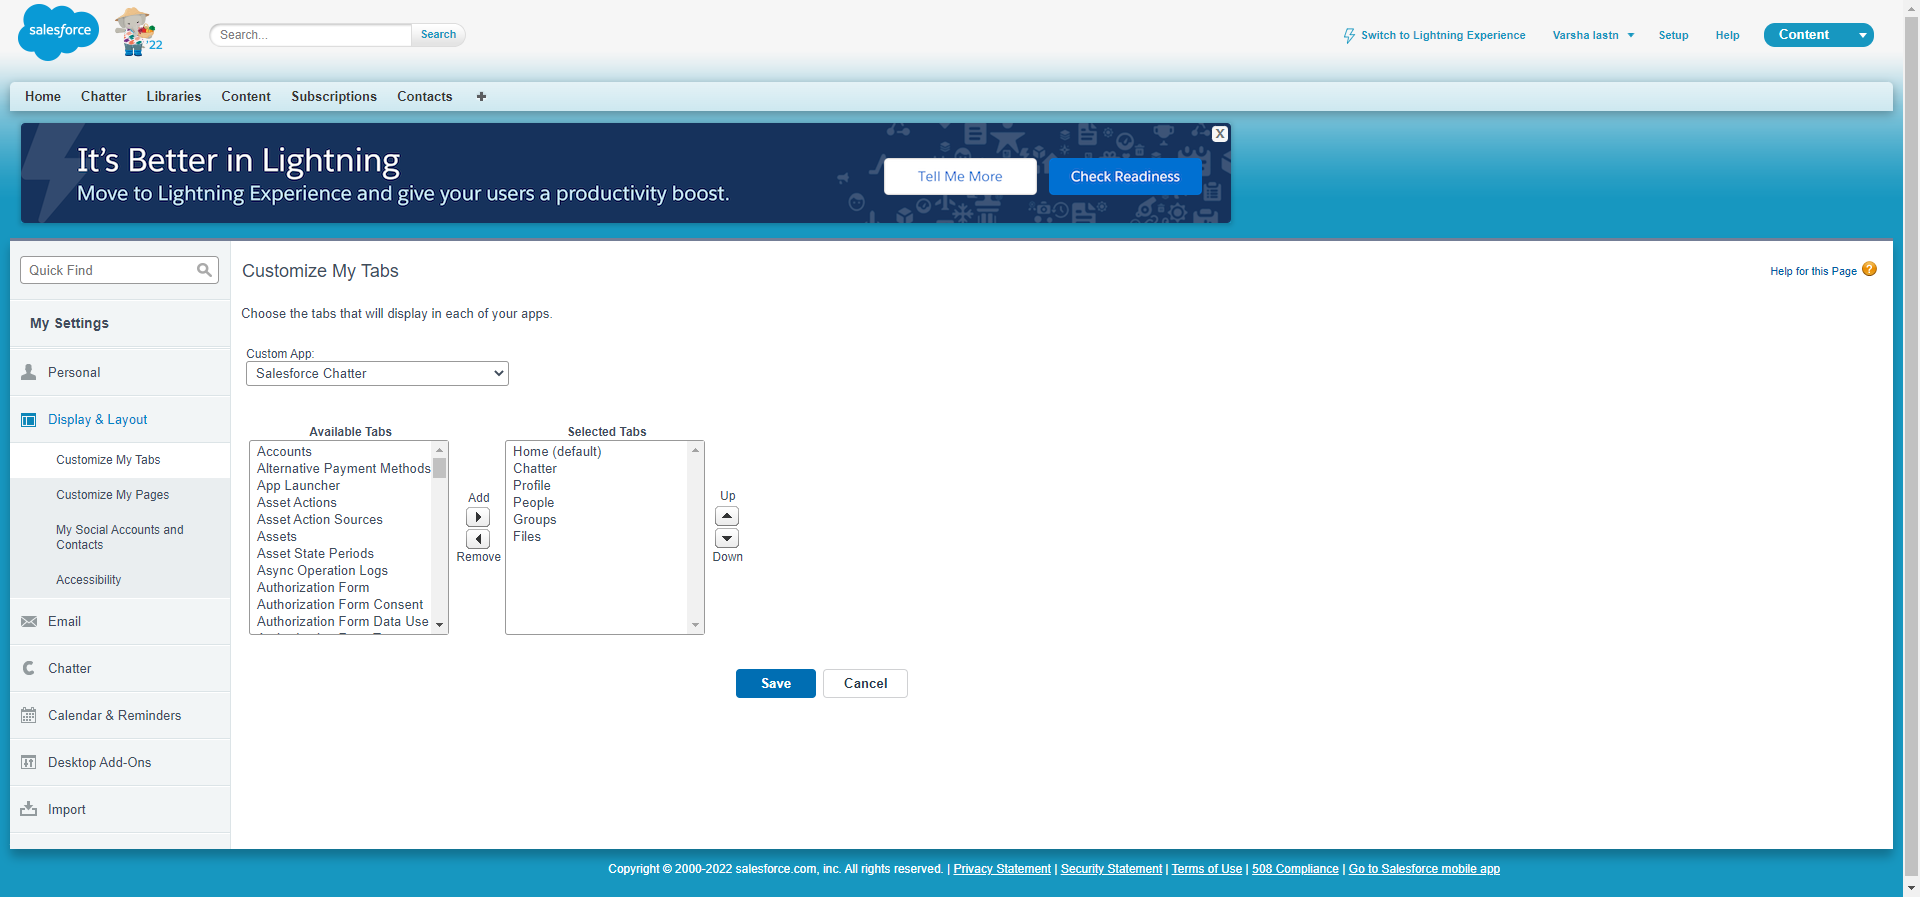 salesforce
'22
Search...
Search
Switch to Lightning Experience
Varsha lastn
Setup
Help
Content
Home
Chatter
Libraries
Content
Subscriptions
Contacts
It's Better in Lightning
Move to Lightning Experience and give your users a productivity boost.
Tell Me More
Check Readiness
X
Quick Find
My Settings
Personal
Display & Layout
Customize My Tabs
Customize My Pages
My Social Accounts and
Contacts
Accessibility
Email
Chatter
Calendar & Reminders
Desktop Add-Ons
Import
Customize My Tabs
Help for this Page
?
Choose the tabs that will display in each of your apps.
Custom App:
Salesforce Chatter
Available Tabs
Accounts
Alternative Payment Methods
App Launcher
Asset Actions
Asset Action Sources
Assets
Asset State Periods
Async Operation Logs
Authorization Form
Authorization Form Consent
Authorization Form Data Use
Add
Remove
Selected Tabs
Home (default)
Chatter
Profile
People
Groups
Files
Up
Down
Save
Cancel
Copyright © 2000-2022 salesforce.com, inc. All rights reserved. | Privacy Statement | Security Statement | Terms of Use | 508 Compliance | Go to Salesforce mobile app